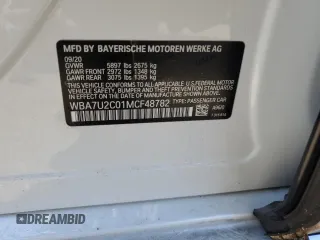 MFD. BY BAYERISCHE MOTOREN WERKE AG
09/20
GVWR 5897 lbs 2675 kg
GAWR FRONT 2972 lbs 1348 kg
GAWR REAR 3075 lbs 1395 kg
THIS VEHICLE CONFORMS TO ALL APPLICABLE FEDERAL MOTOR
VEHICLE SAFETY, BUMPER AND THEFT PREVENTION STANDARDS IN
EFFECT ON THE DATE OF MANUFACTURE SHOWN ABOVE.
WBA7U2C01MCF48782 TYPE: PASSENGER CAR
DREAMBID
DREAMBID.COM